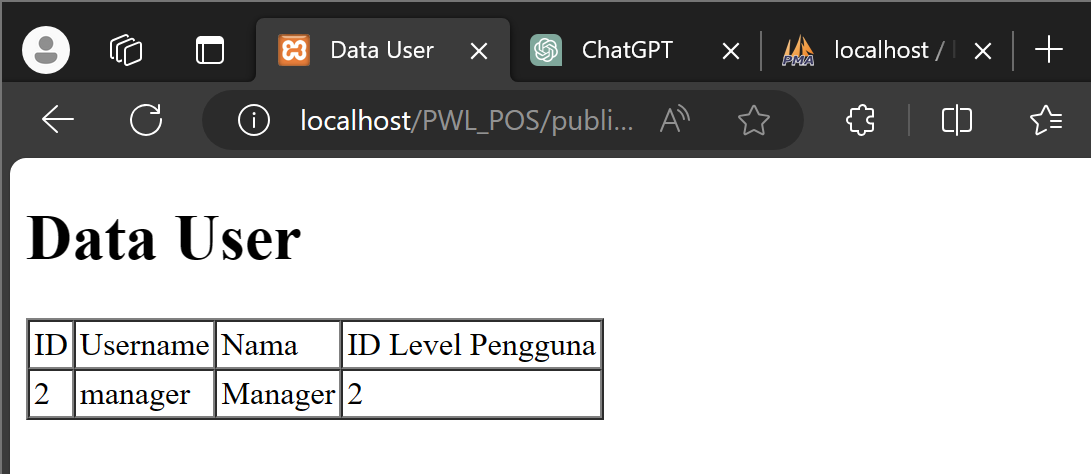 Data User
ChatGPT
PMA
localhost /
localhost/PWL_POS/publi...
Data User
ID Username Nama ID Level Pengguna
2 manager Manager 2